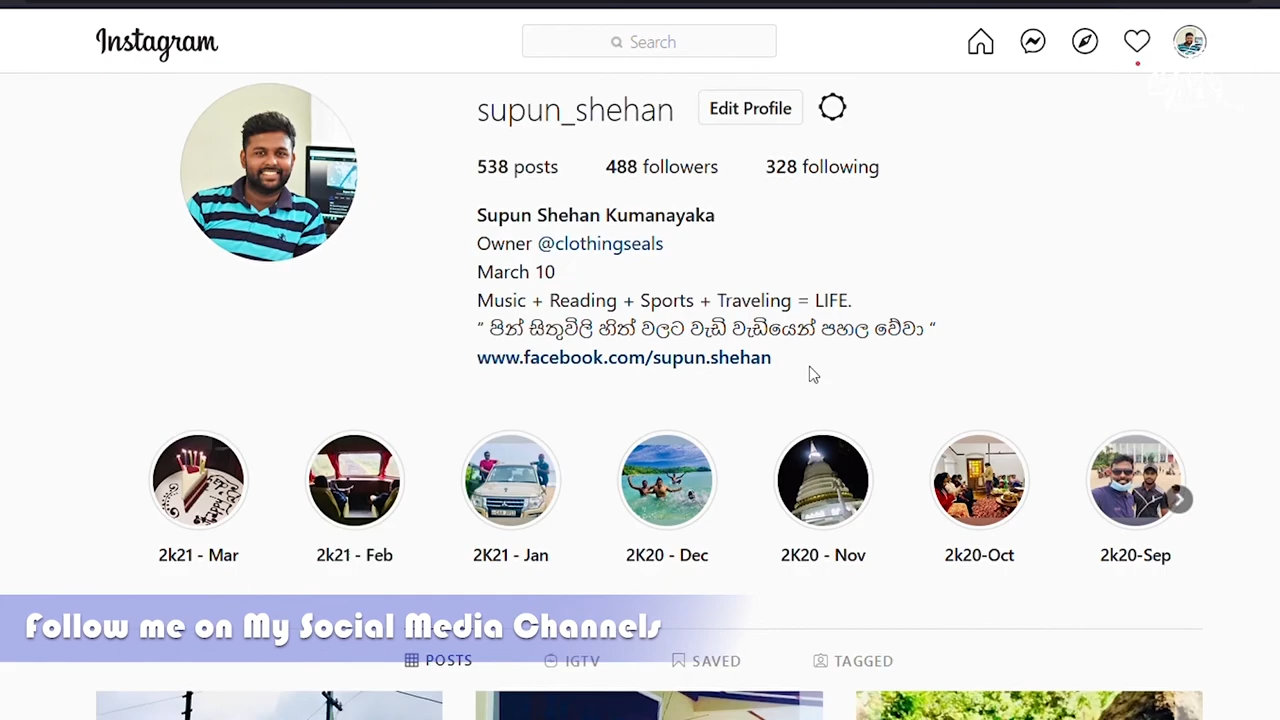 Instagram
Search
supun_shehan
Edit Profile
538 posts 488 followers 328 following
Supun Shehan Kumanayaka
Owner @clothingseals
March 10
Music + Reading + Sports + Traveling = LIFE.
" පින් සිතුවිලි හිත් වලට වැඩි වැඩියෙන් පහල වේවා "
www.facebook.com/supun.shehan
2k21 - Mar 2k21 - Feb 2K21 - Jan 2K20 - Dec 2K20 - Nov 2k20-Oct 2k20-Sep
Follow me on My Social Media Channels
POSTS IGTV SAVED TAGGED